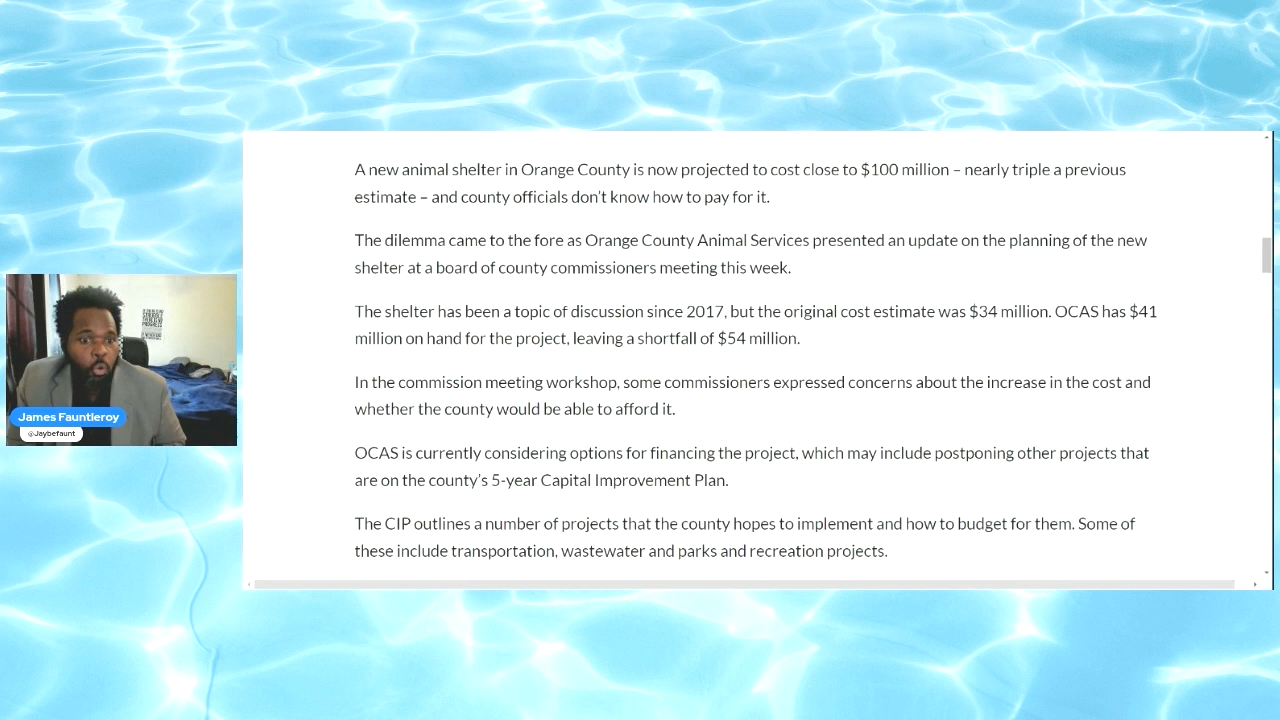 A new animal shelter in Orange County is now projected to cost close to $100 million – nearly triple a previous
estimate – and county officials don’t know how to pay for it.
The dilemma came to the fore as Orange County Animal Services presented an update on the planning of the new
shelter at a board of county commissioners meeting this week.
The shelter has been a topic of discussion since 2017, but the original cost estimate was $34 million. OCAS has $41
million on hand for the project, leaving a shortfall of $54 million.
In the commission meeting workshop, some commissioners expressed concerns about the increase in the cost and
whether the county would be able to afford it.
OCAS is currently considering options for financing the project, which may include postponing other projects that
are on the county’s 5-year Capital Improvement Plan.
The CIP outlines a number of projects that the county hopes to implement and how to budget for them. Some of
these include transportation, wastewater and parks and recreation projects.
James Fauntleroy
@Jaybefaunt